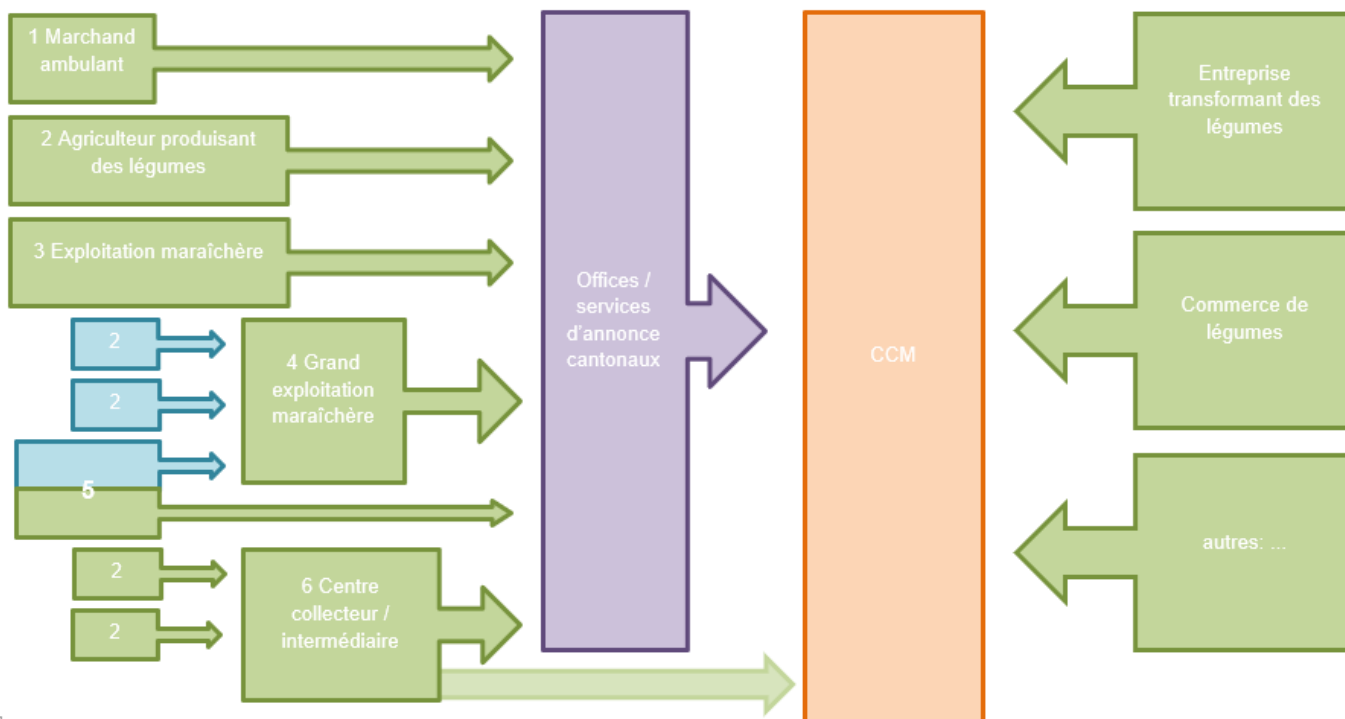 1 Marchand
ambulant
2 Agriculteur produisant
des légumes
3 Exploitation maraîchère
2
2
4 Grand
exploitation
maraîchère
5
2
2
6 Centre
collecteur /
intermédiaire
Offices /
services
d'annonce
cantonaux
CCM
Entreprise
transformant des
légumes
Commerce de
légumes
autres: ...